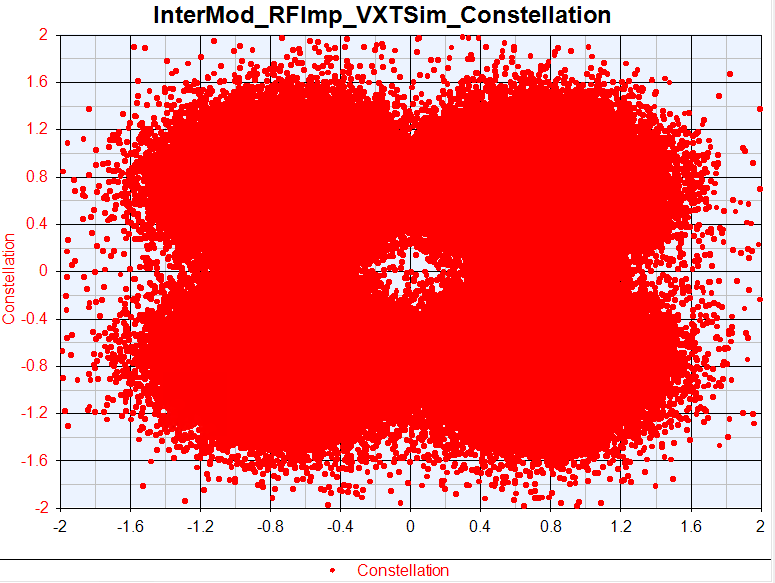 InterMod_RFImp_VXTSim_Constellation
2
1.6
1.2
0.8
0.4
0
-0.4
-0.8
-1.2
-1.6
-2
Constellation
-2 -1.6 -1.2 -0.8 -0.4 0 0.4 0.8 1.2 1.6 2
Constellation